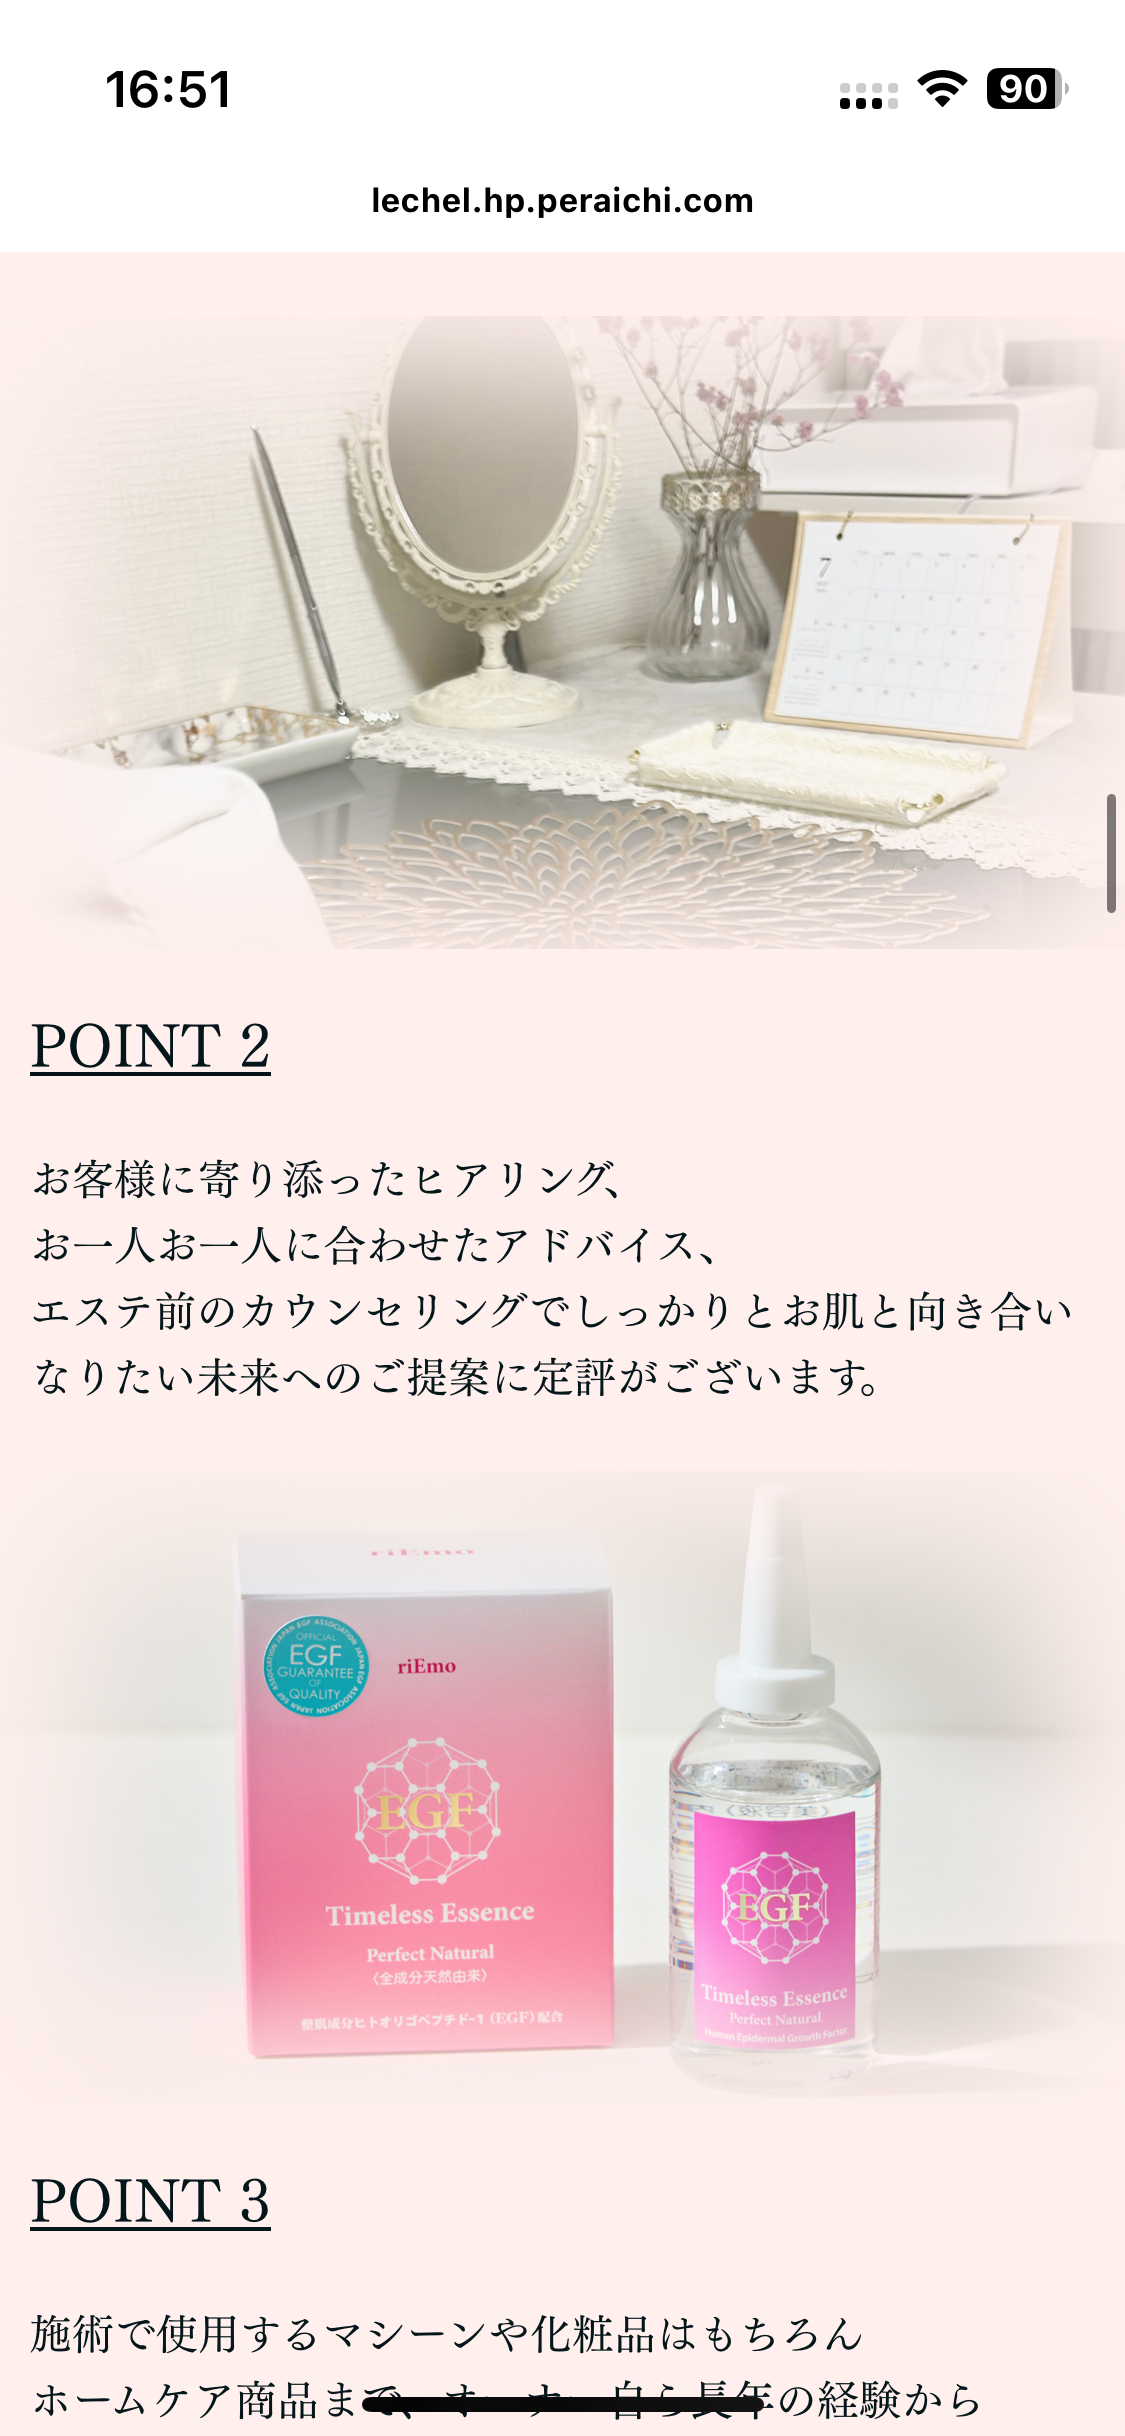 16:51
90
lechel.hp.peraichi.com
7
POINT 2
お客様に寄り添ったヒアリング、
お一人お一人に合わせたアドバイス、
エステ前のカウンセリングでしっかりとお肌と向き合い
なりたい未来へのご提案に定評がございます。
riEmo
JAPAN EGF ASSOCIATION
OFFICIAL
EGF
GUARANTEE
OF
QUALITY
riEmo
EGF
Timeless Essence
Perfect Natural
〈全成分天然由来〉
整肌成分ヒトオリゴペプチド-1（EGF）配合
EGF
Timeless Essence
Perfect Natural
Human Epidermal Growth Factor
POINT 3
施術で使用するマシーンや化粧品はもちろん
ホームケア商品まで、オーナー自ら長年の経験から